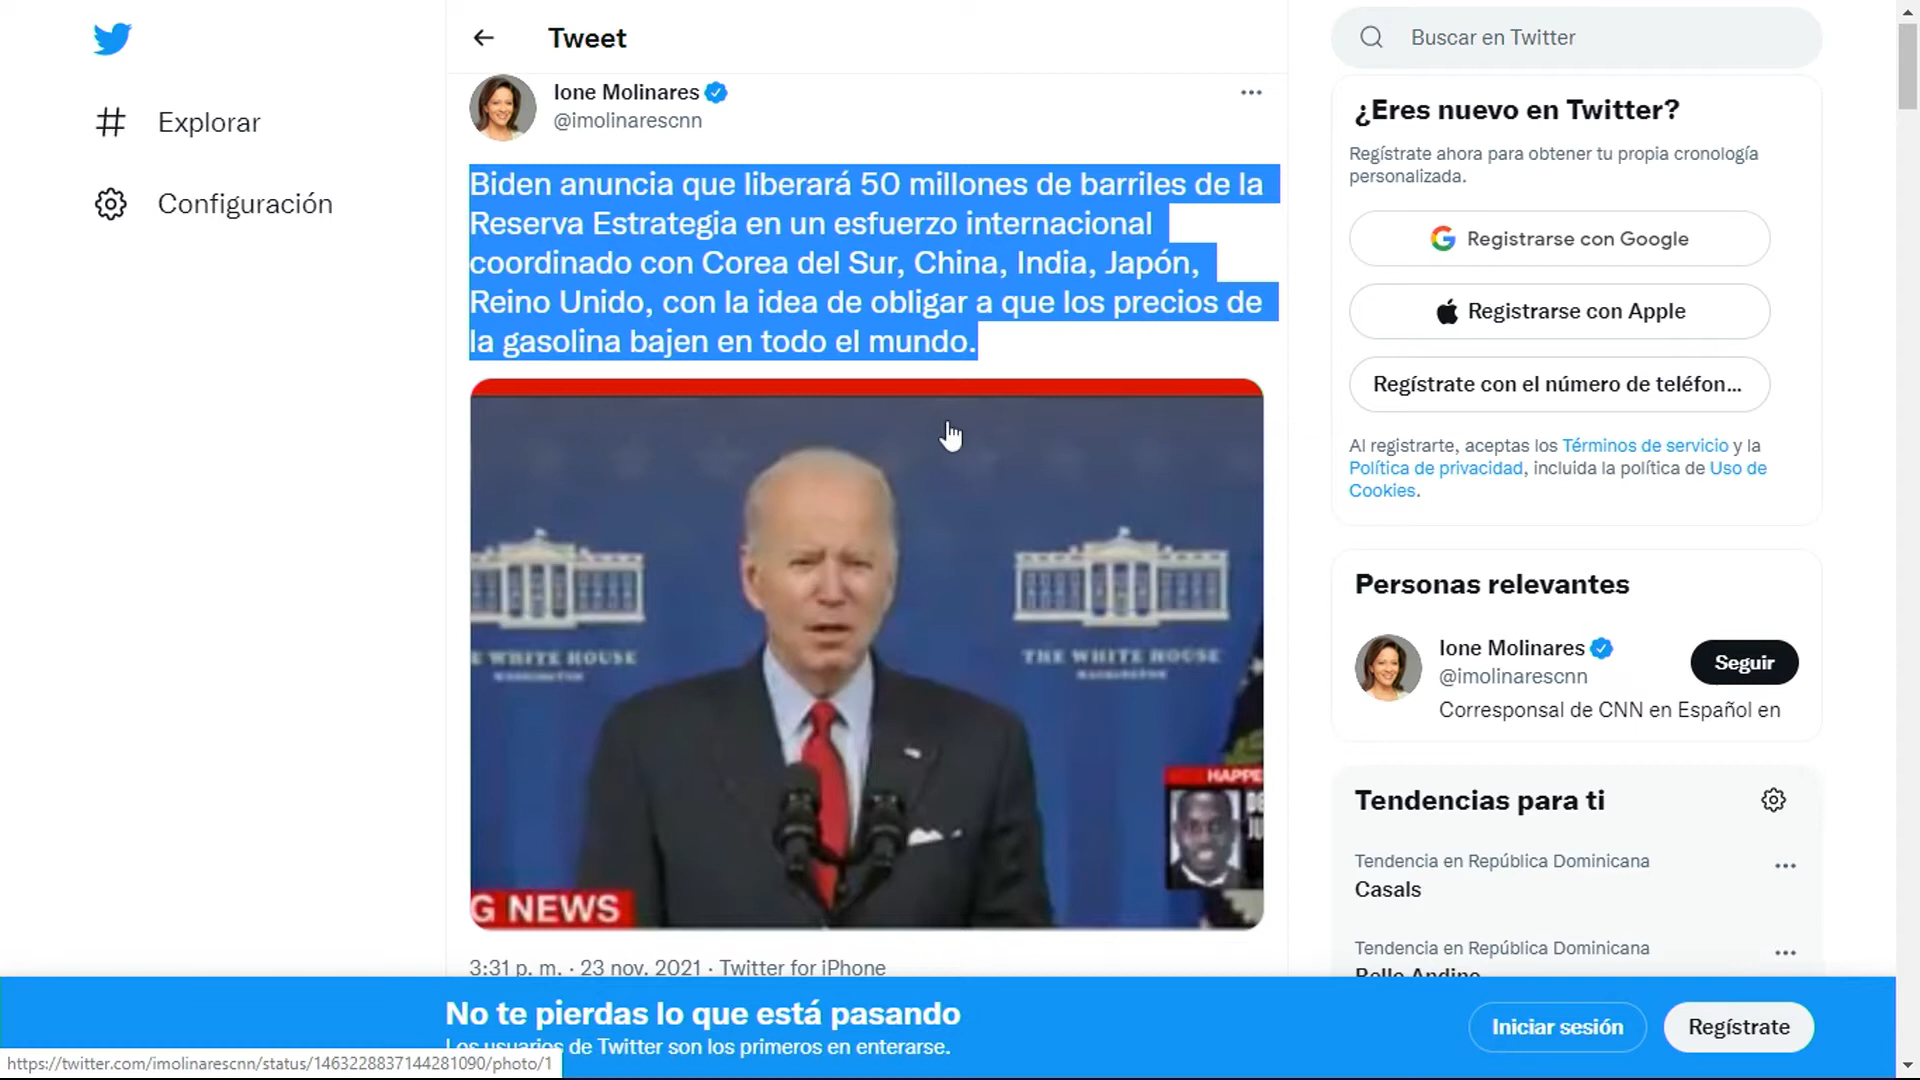 Tweet
Buscar en Twitter
Explorar
Configuración
Ione Molinares
@imolinarescnn
Biden anuncia que liberará 50 millones de barriles de la
Reserva Estrategia en un esfuerzo internacional
coordinado con Corea del Sur, China, India, Japón,
Reino Unido, con la idea de obligar a que los precios de
la gasolina bajen en todo el mundo.
THE WHITE HOUSE
WASHINGTON
E WHITE HOUSE
WASHINGTON
HAPPE
G NEWS
3:31 p. m. · 23 nov. 2021 · Twitter for iPhone
¿Eres nuevo en Twitter?
Regístrate ahora para obtener tu propia cronología
personalizada.
Registrarse con Google
Registrarse con Apple
Regístrate con el número de teléfon...
Al registrarte, aceptas los Términos de servicio y la
Política de privacidad, incluida la política de Uso de
Cookies.
Personas relevantes
Ione Molinares
@imolinarescnn
Seguir
Corresponsal de CNN en Español en
Tendencias para ti
Tendencia en República Dominicana
Casals
Tendencia en República Dominicana
No te pierdas lo que está pasando
Los usuarios de Twitter son los primeros en enterarse.
Iniciar sesión
Regístrate
https://twitter.com/imolinarescnn/status/1463228837144281090/photo/1